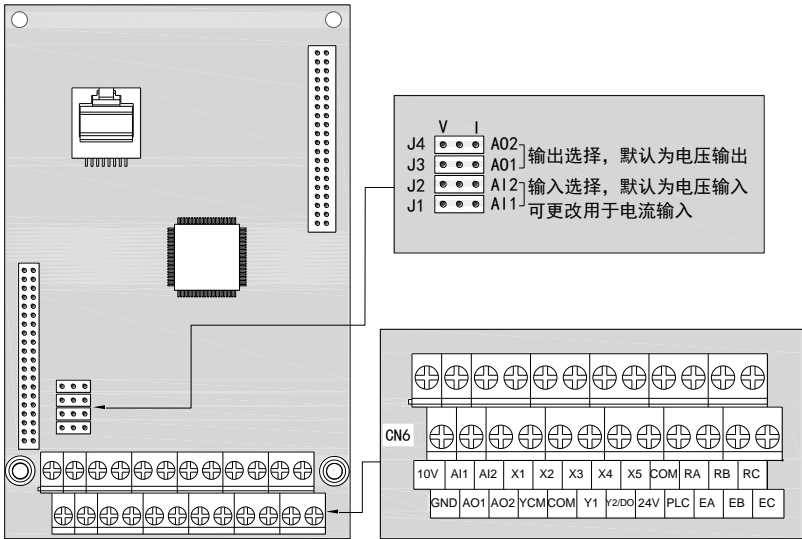 V I
J4 AO2
J3 AO1
输出选择，默认为电压输出
J2 AI2
J1 AI1
输入选择，默认为电压输入
可更改用于电流输入
CN6
10V AI1 AI2 X1 X2 X3 X4 X5 COM RA RB RC
GND AO1 AO2 YCM COM Y1 Y2/DO 24V PLC EA EB EC